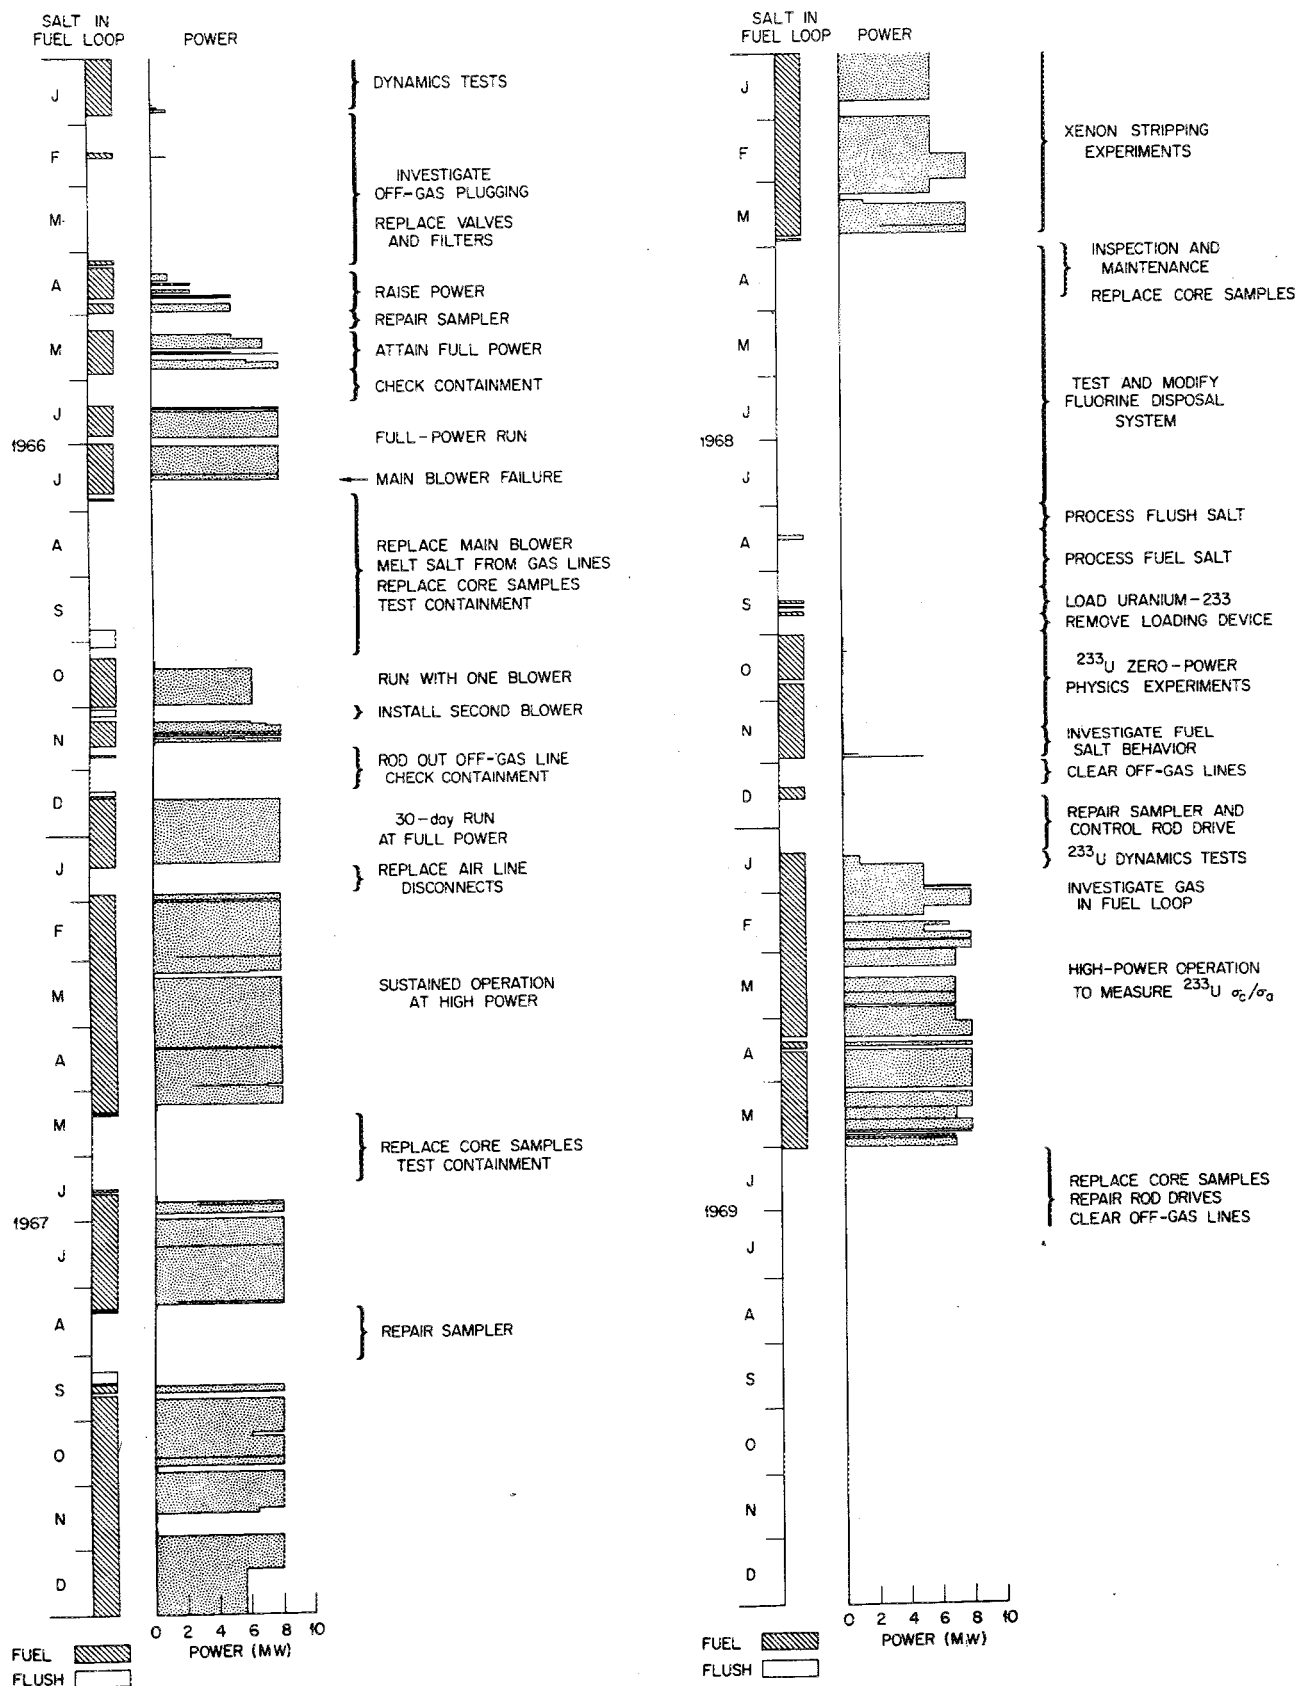 SALT IN
FUEL LOOP
POWER
J
F
M
A
M
J
1966
J
A
S
O
N
D
J
F
M
A
M
J
1967
J
A
S
O
N
D
DYNAMICS TESTS
INVESTIGATE
OFF-GAS PLUGGING
REPLACE VALVES
AND FILTERS
RAISE POWER
REPAIR SAMPLER
ATTAIN FULL POWER
CHECK CONTAINMENT
FULL-POWER RUN
MAIN BLOWER FAILURE
REPLACE MAIN BLOWER
MELT SALT FROM GAS LINES
REPLACE CORE SAMPLES
TEST CONTAINMENT
RUN WITH ONE BLOWER
INSTALL SECOND BLOWER
ROD OUT OFF-GAS LINE
CHECK CONTAINMENT
30-day RUN
AT FULL POWER
REPLACE AIR LINE
DISCONNECTS
SUSTAINED OPERATION
AT HIGH POWER
REPLACE CORE SAMPLES
TEST CONTAINMENT
REPAIR SAMPLER
0 2 4 6 8 10
POWER (MW)
FUEL
FLUSH
SALT IN
FUEL LOOP
POWER
J
F
M
A
M
J
1968
J
A
S
O
N
D
J
F
M
A
M
J
1969
J
A
S
O
N
D
XENON STRIPPING
EXPERIMENTS
INSPECTION AND
MAINTENANCE
REPLACE CORE SAMPLES
TEST AND MODIFY
FLUORINE DISPOSAL
SYSTEM
PROCESS FLUSH SALT
PROCESS FUEL SALT
LOAD URANIUM-233
REMOVE LOADING DEVICE
²³³U ZERO-POWER
PHYSICS EXPERIMENTS
INVESTIGATE FUEL
SALT BEHAVIOR
CLEAR OFF-GAS LINES
REPAIR SAMPLER AND
CONTROL ROD DRIVE
²³³U DYNAMICS TESTS
INVESTIGATE GAS
IN FUEL LOOP
HIGH-POWER OPERATION
TO MEASURE ²³³U σc/σa
REPLACE CORE SAMPLES
REPAIR ROD DRIVES
CLEAR OFF-GAS LINES
0 2 4 6 8 10
POWER (MW)
FUEL
FLUSH